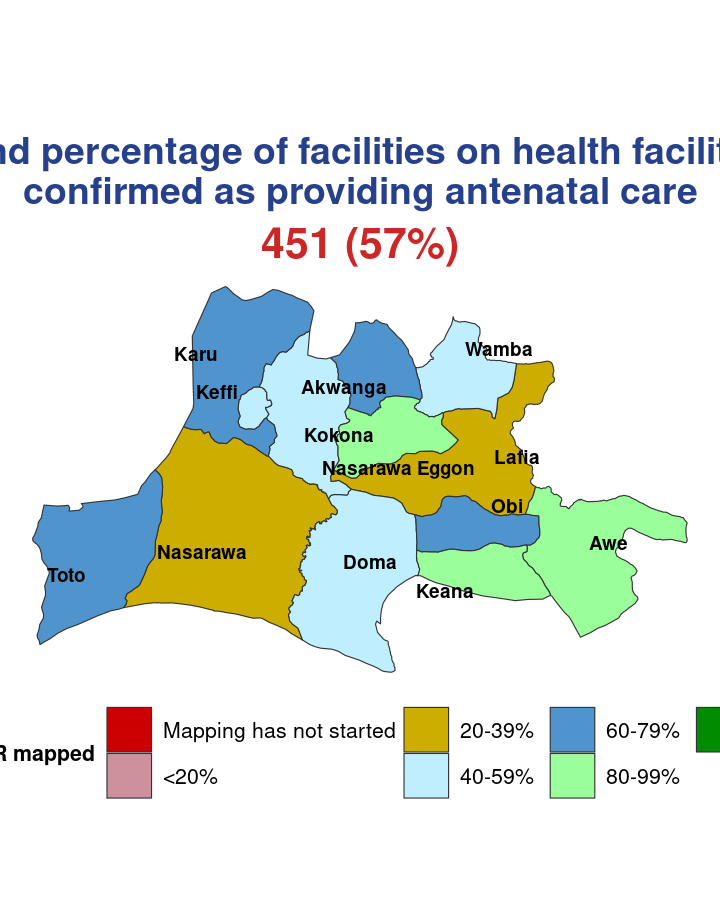 nd percentage of facilities on health facilit
confirmed as providing antenatal care
451 (57%)
Wamba
Karu
Akwanga
Keffi
Kokona
Lafia
Nasarawa Eggon
Obi
Awe
Nasarawa
Doma
Toto
Keana
Mapping has not started
20-39%
60-79%
R mapped
<20%
40-59%
80-99%